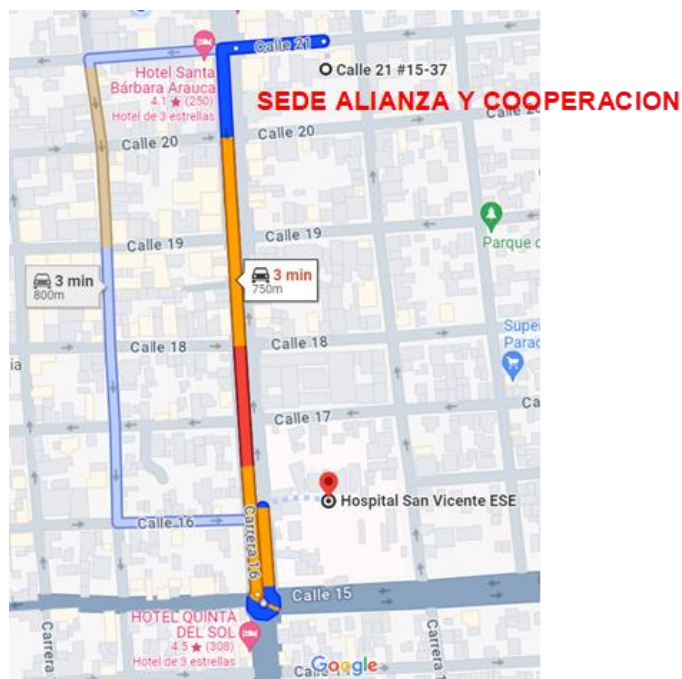 Calle 21
Hotel Santa
Bárbara Arauca
4.1 ★ (250)
Hotel de 3 estrellas
Calle 21 #15-37
SEDE ALIANZA Y COOPERACION
Calle 20
Calle 20
Calle 19
Calle 19
Parque
3 min
800m
3 min
750m
Calle 18
Calle 18
ia
Super
Parad
Calle 17
Ca
Hospital San Vicente ESE
Calle 16
Carrera 16
Calle 15
HOTEL QUINTA
DEL SOL
4.5 ★ (308)
Hotel de 3 estrellas
Carrera
Carrera 1
Google